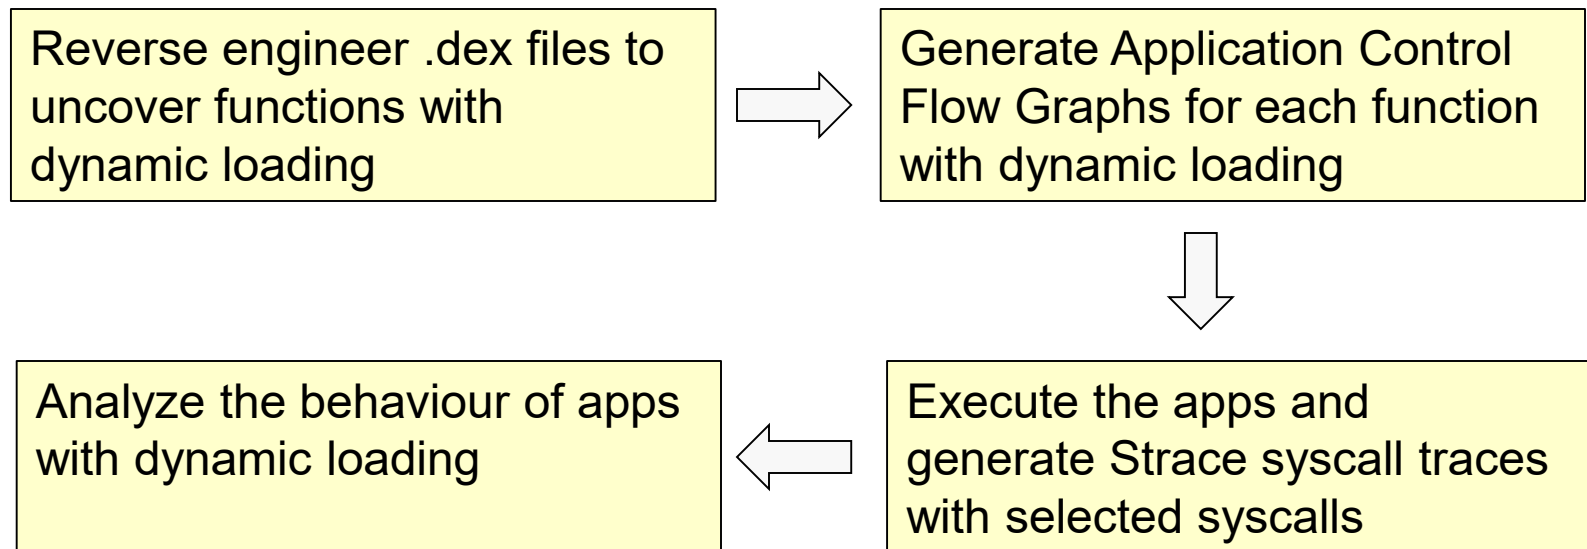 Reverse engineer .dex files to
uncover functions with
dynamic loading
Generate Application Control
Flow Graphs for each function
with dynamic loading
Execute the apps and
generate Strace syscall traces
with selected syscalls
Analyze the behaviour of apps
with dynamic loading